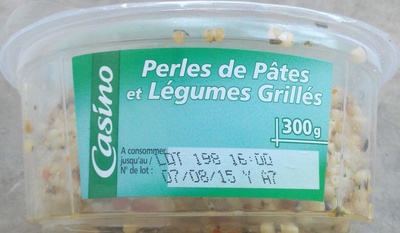 Casino
Perles de Pâtes
et Légumes Grillés
300g
A consommer
jusqu'au / LOT 198 16:00
N° de lot : 07/08/15 Y A7